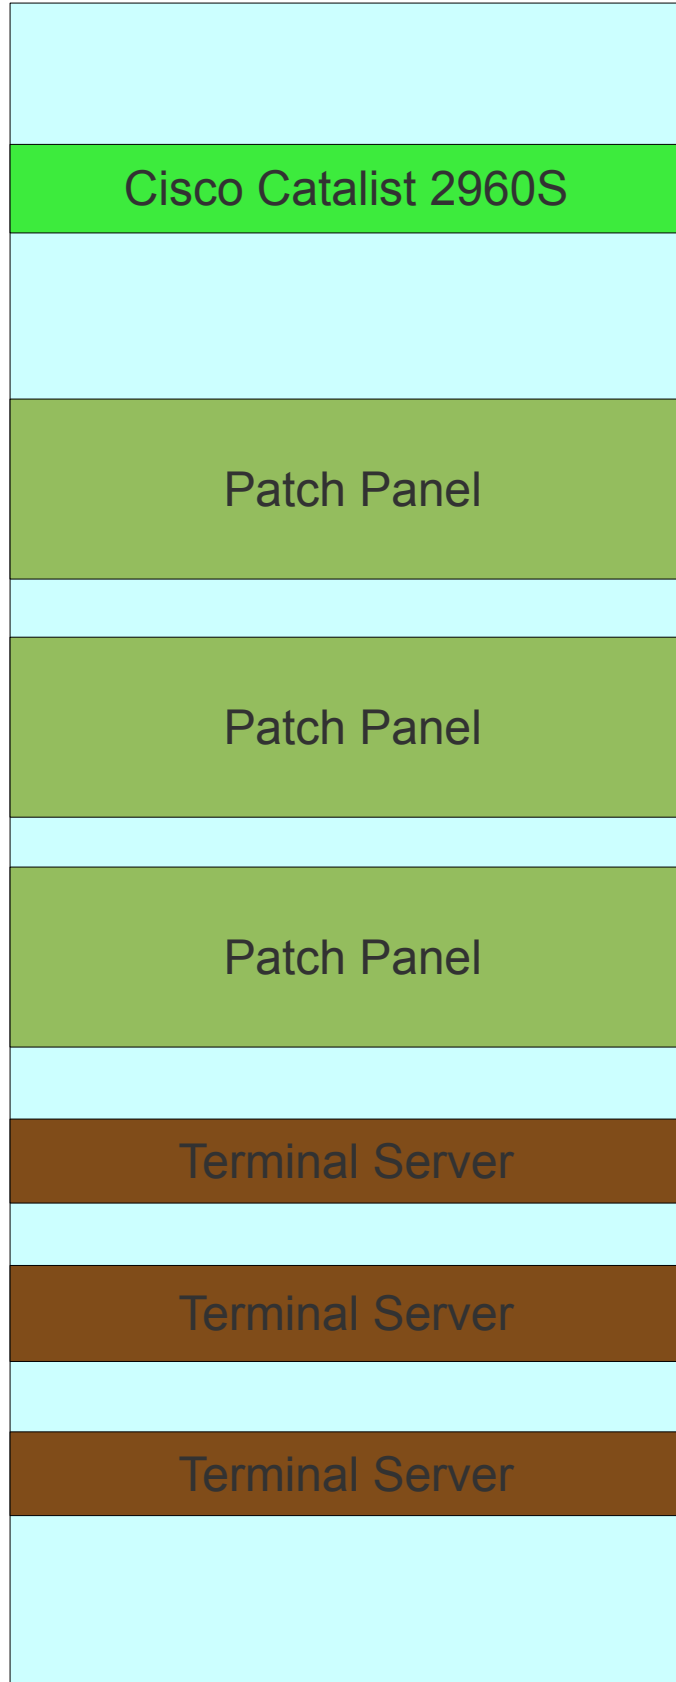 Cisco Catalist 2960S
Patch Panel
Patch Panel
Patch Panel
Terminal Server
Terminal Server
Terminal Server